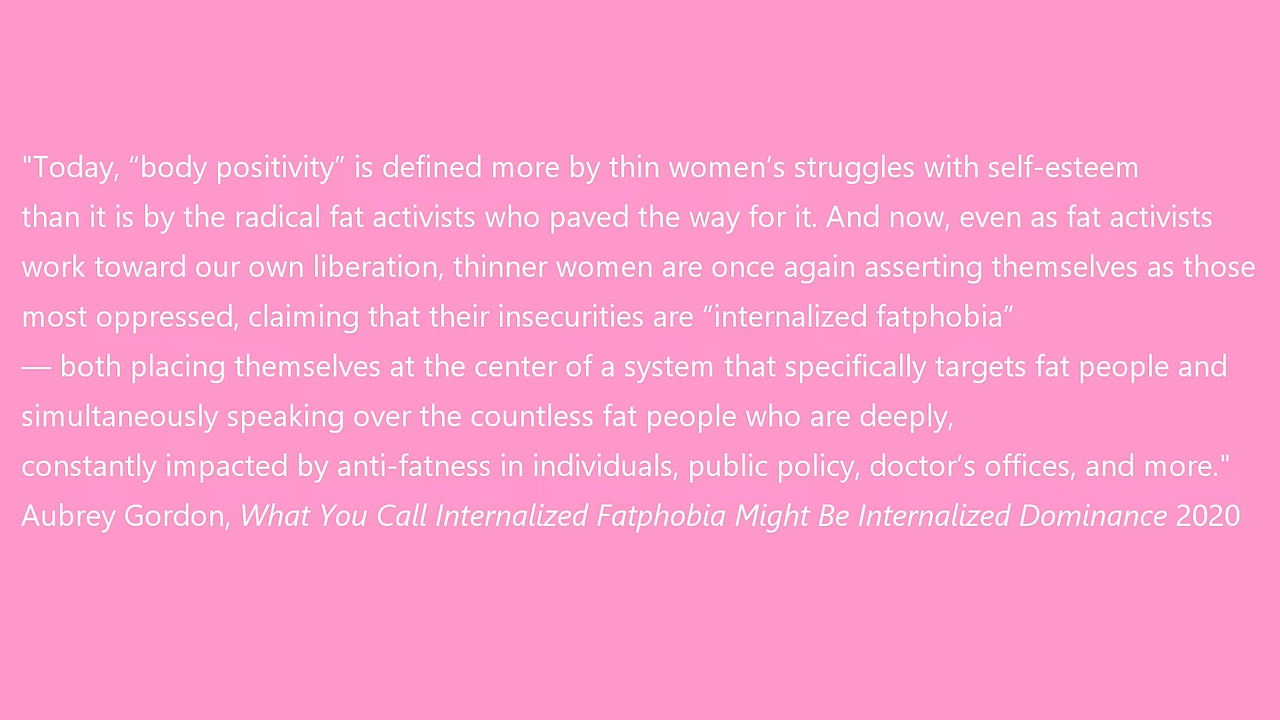 "Today, “body positivity” is defined more by thin women’s struggles with self-esteem
than it is by the radical fat activists who paved the way for it. And now, even as fat activists
work toward our own liberation, thinner women are once again asserting themselves as those
most oppressed, claiming that their insecurities are “internalized fatphobia”
— both placing themselves at the center of a system that specifically targets fat people and
simultaneously speaking over the countless fat people who are deeply,
constantly impacted by anti-fatness in individuals, public policy, doctor’s offices, and more."
Aubrey Gordon, What You Call Internalized Fatphobia Might Be Internalized Dominance 2020